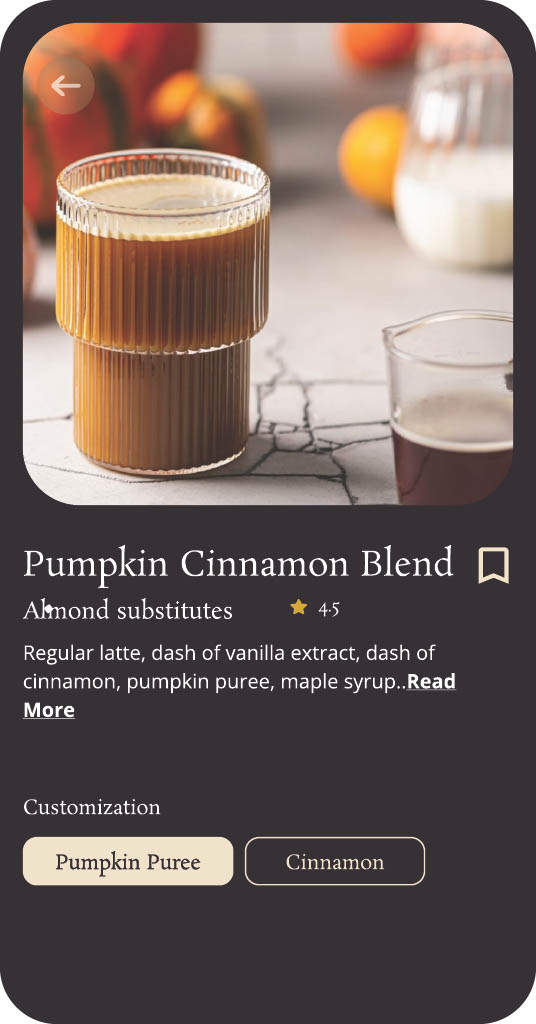 Pumpkin Cinnamon Blend
Almond substitutes 4.5
Regular latte, dash of vanilla extract, dash of
cinnamon, pumpkin puree, maple syrup..Read
More
Customization
Pumpkin Puree Cinnamon